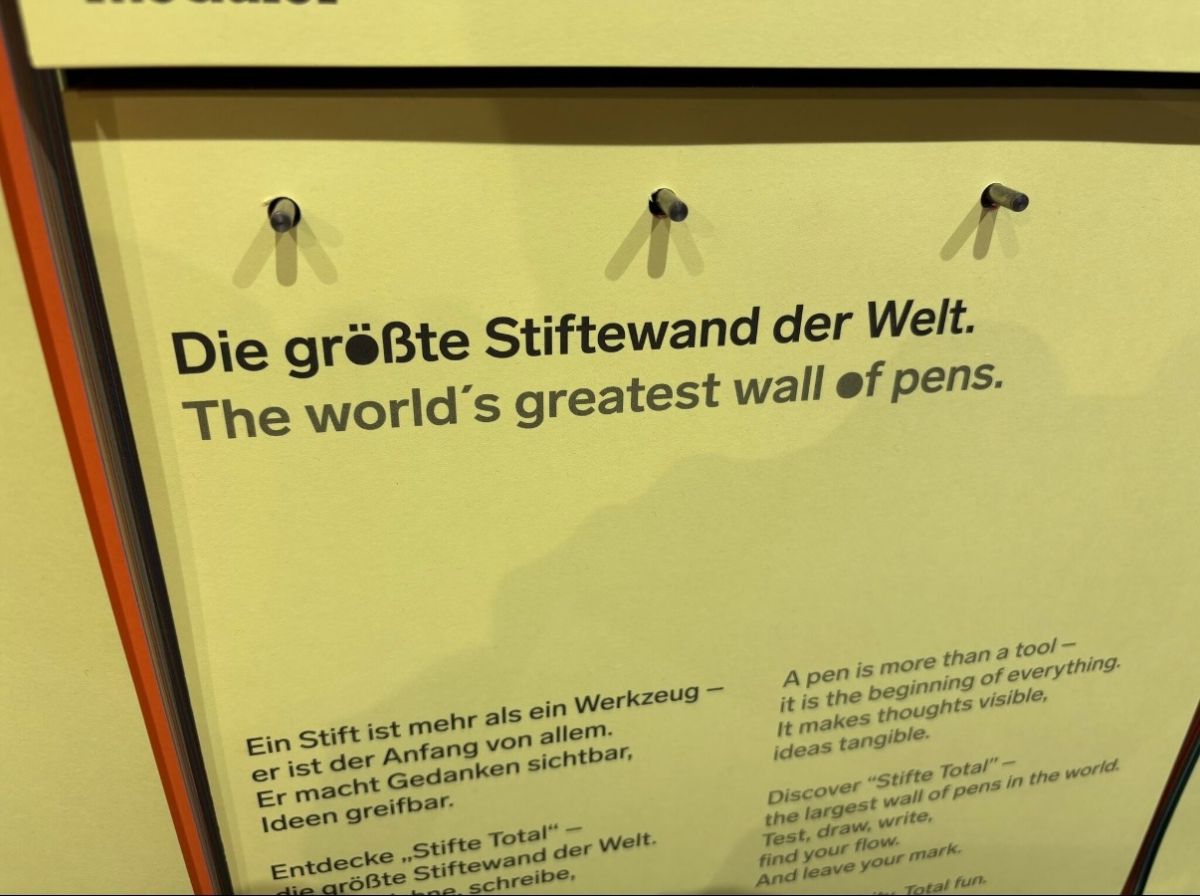 Die größte Stiftewand der Welt.
The world´s greatest wall of pens.
Ein Stift ist mehr als ein Werkzeug –
er ist der Anfang von allem.
Er macht Gedanken sichtbar,
Ideen greifbar.
Entdecke „Stifte Total“ –
die größte Stiftewand der Welt.
schreibe,
A pen is more than a tool –
it is the beginning of everything.
It makes thoughts visible,
ideas tangible.
Discover “Stifte Total” –
the largest wall of pens in the world.
Test, draw, write,
find your flow.
And leave your mark.
Total fun.